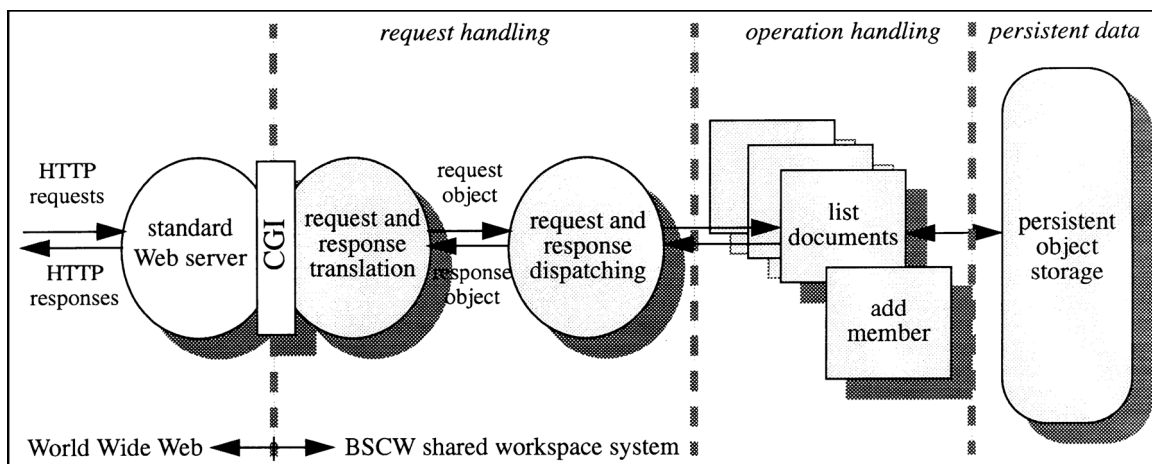 request handling
operation handling
persistent data
HTTP
requests
HTTP
responses
standard
Web server
CGI
request and
response
translation
request
object
response
object
request and
response
dispatching
list
documents
add
member
persistent
object
storage
World Wide Web
BSCW shared workspace system